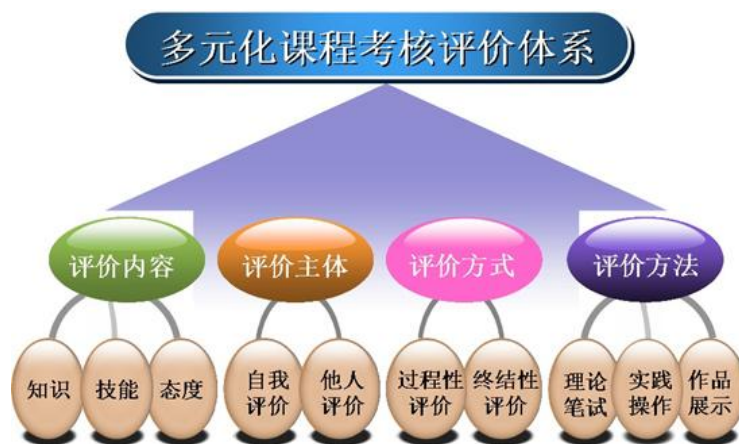 多元化课程考核评价体系
评价内容
评价主体
评价方式
评价方法
知识
技能
态度
自我
评价
他人
评价
过程性
评价
终结性
评价
理论
笔试
实践
操作
作品
展示